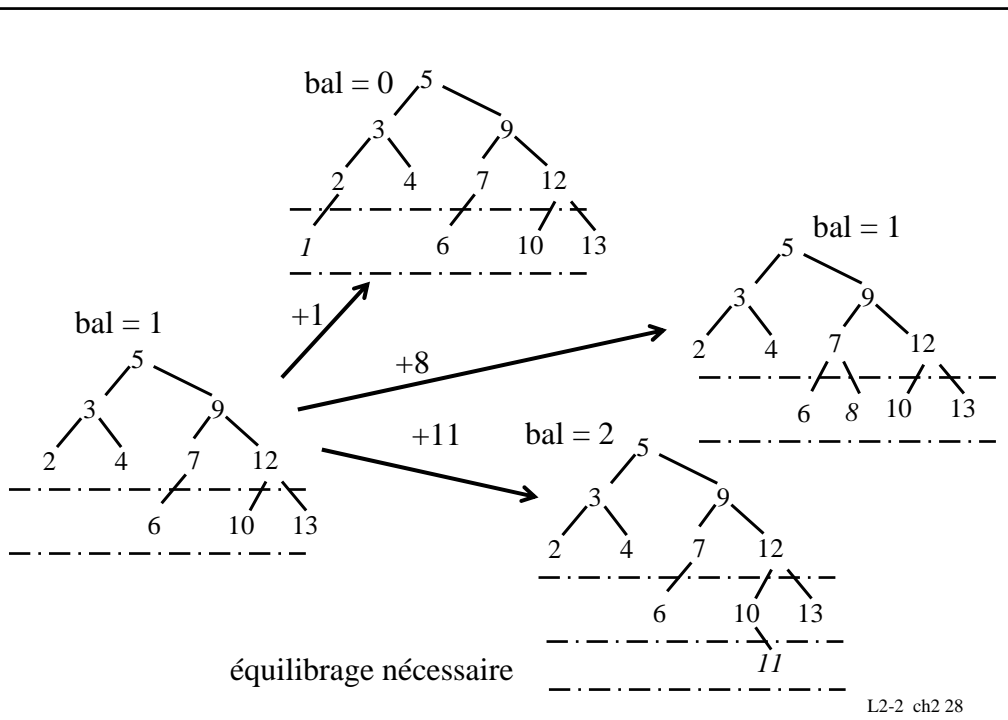 bal = 0
5
3 9
2 4 7 12
1 6 10 13
bal = 1
5
3 9
2 4 7 12
6 8 10 13
+1
+8
+11
bal = 1
5
3 9
2 4 7 12
6 10 13
bal = 2
5
3 9
2 4 7 12
6 10 13
11
équilibrage nécessaire
L2-2 ch2 28